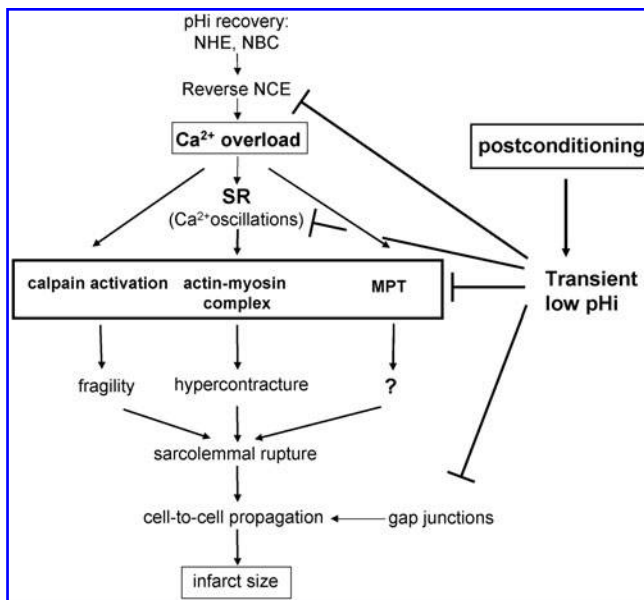 pHi recovery:
NHE, NBC
Reverse NCE
Ca²⁺ overload
postconditioning
SR
(Ca²⁺oscillations)
Transient
low pHi
calpain activation
actin-myosin
complex
MPT
fragility
hypercontracture
?
sarcolemmal rupture
cell-to-cell propagation
gap junctions
infarct size